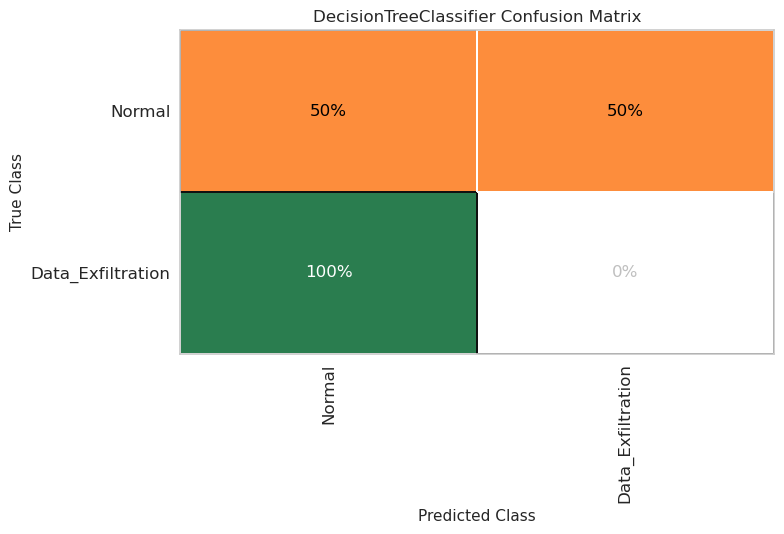 DecisionTreeClassifier Confusion Matrix
True Class
Normal
50%
50%
Data_Exfiltration
100%
0%
Normal
Data_Exfiltration
Predicted Class